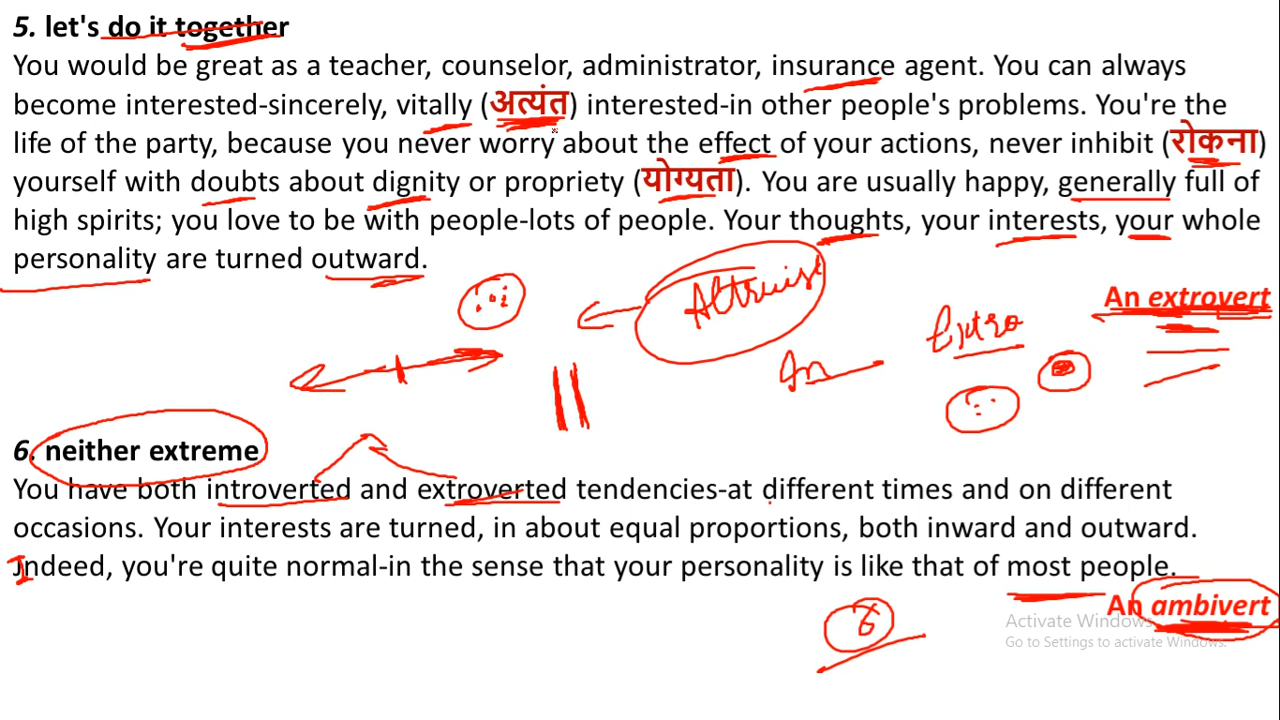 5. let's do it together
You would be great as a teacher, counselor, administrator, insurance agent. You can always
become interested-sincerely, vitally (अत्यंत) interested-in other people's problems. You're the
life of the party, because you never worry about the effect of your actions, never inhibit (रोकना)
yourself with doubts about dignity or propriety (योग्यता). You are usually happy, generally full of
high spirits; you love to be with people-lots of people. Your thoughts, your interests, your whole
personality are turned outward.
Altruist
An extrovert
Extro
In
6. neither extreme
You have both introverted and extroverted tendencies-at different times and on different
occasions. Your interests are turned, in about equal proportions, both inward and outward.
Indeed, you're quite normal-in the sense that your personality is like that of most people.
An ambivert
6
Activate Windows
Go to Settings to activate Windows.